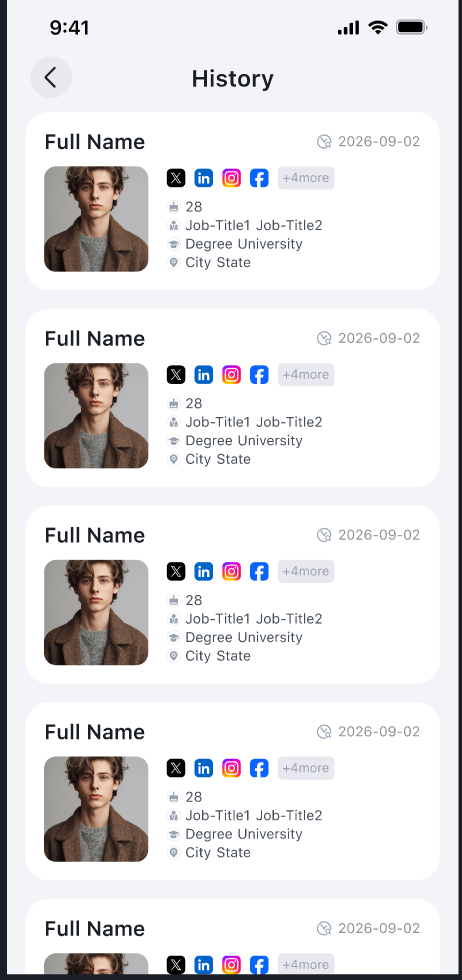 9:41
History
Full Name 2026-09-02
+4more
28
Job-Title1 Job-Title2
Degree University
City State
Full Name 2026-09-02
+4more
28
Job-Title1 Job-Title2
Degree University
City State
Full Name 2026-09-02
+4more
28
Job-Title1 Job-Title2
Degree University
City State
Full Name 2026-09-02
+4more
28
Job-Title1 Job-Title2
Degree University
City State
Full Name 2026-09-02
+4more